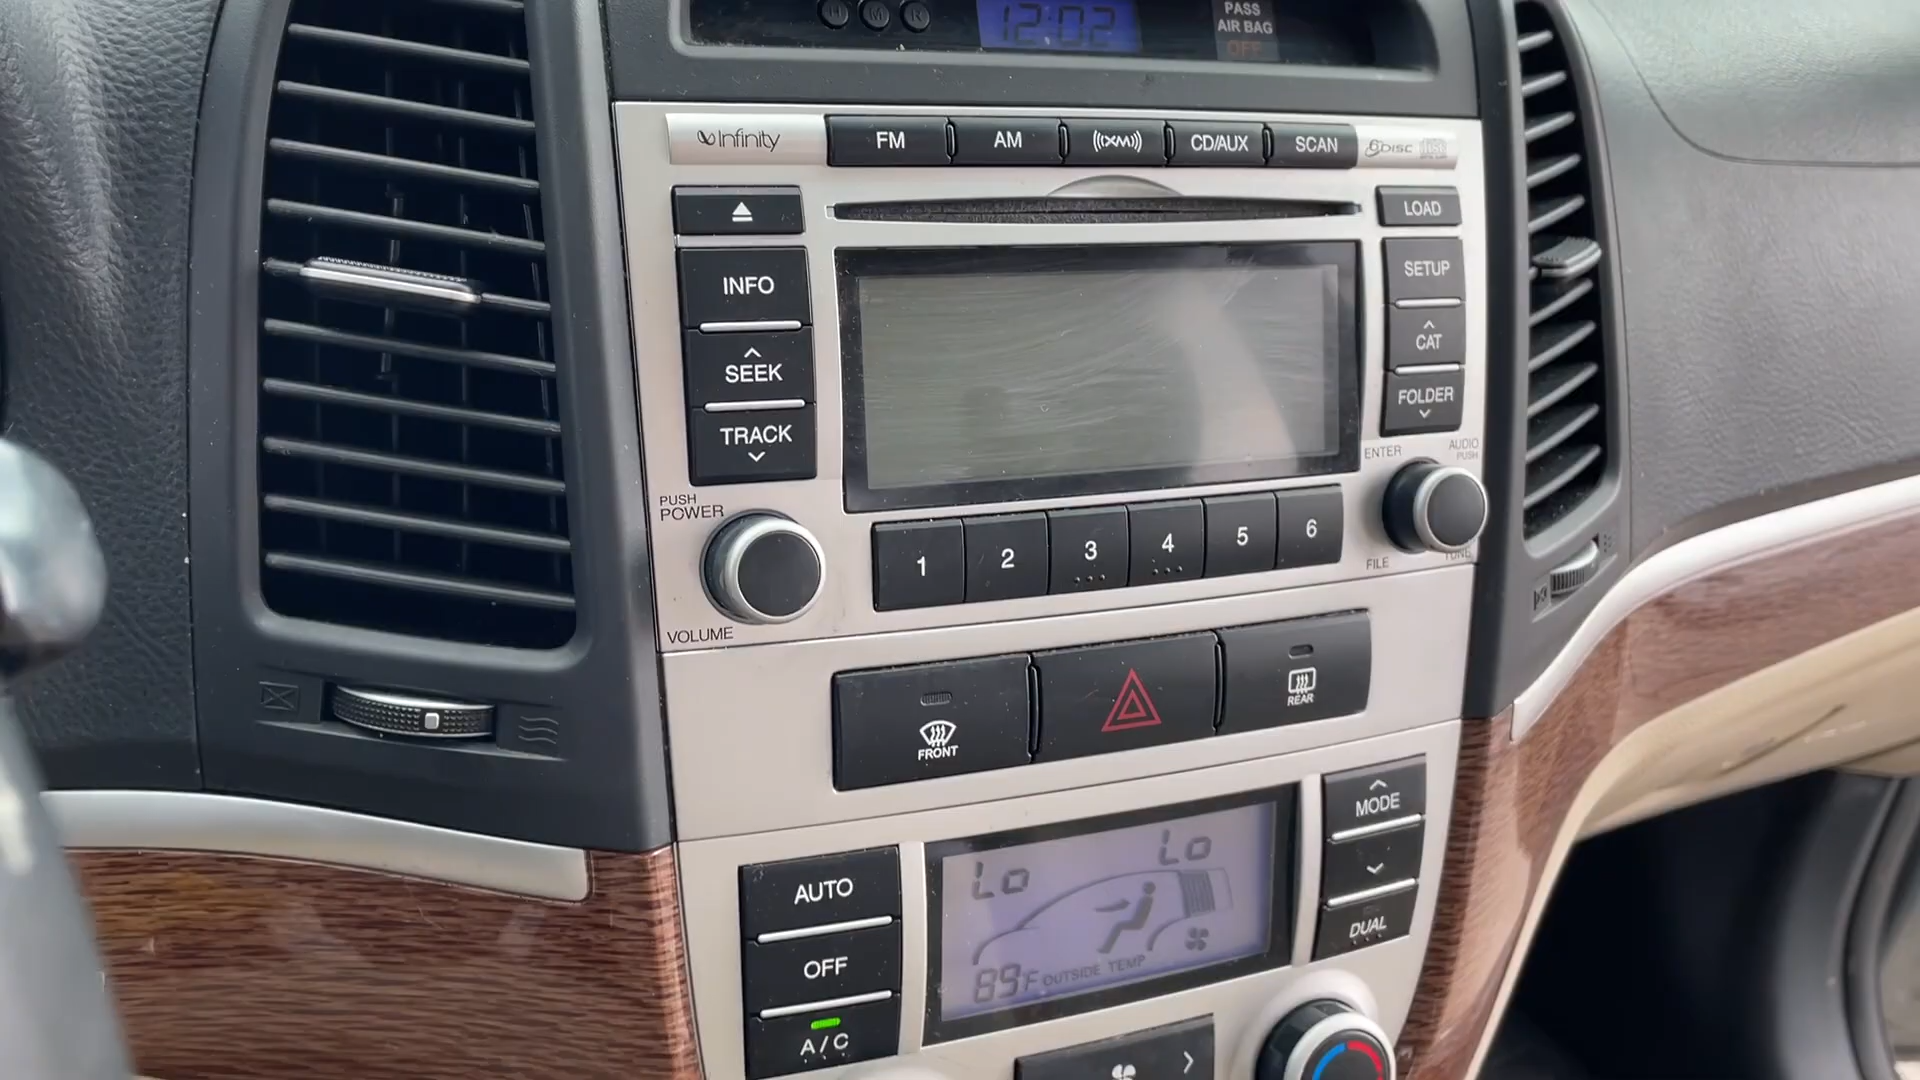 H M R
12:02
PASS
AIR BAG
OFF
Infinity
FM AM ((XM)) CD/AUX SCAN
6DISC
LOAD
INFO
SETUP
SEEK
CAT
TRACK
FOLDER
ENTER
AUDIO
PUSH
PUSH
POWER
1 2 3 4 5 6
FILE
TUNE
VOLUME
FRONT
REAR
MODE
AUTO
Lo Lo
DUAL
OFF
89°F OUTSIDE TEMP
A/C